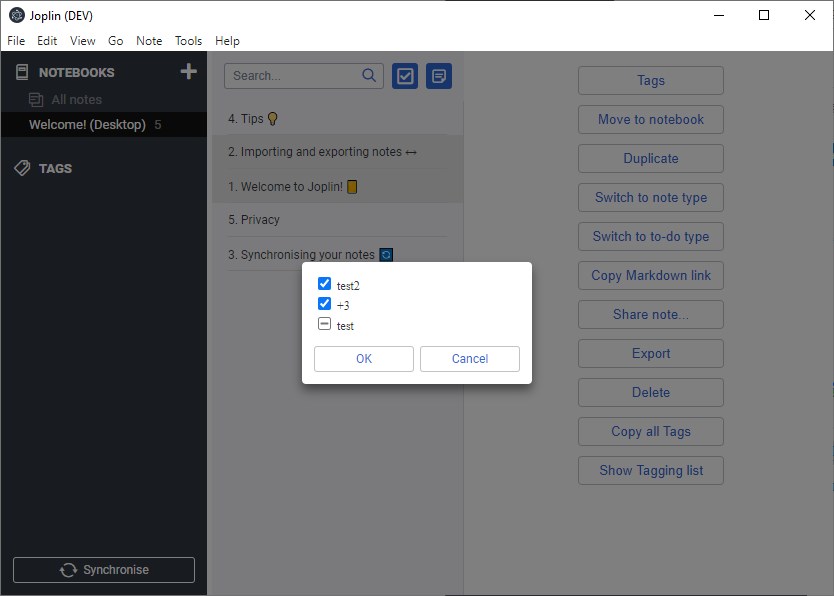 Joplin (DEV)
File Edit View Go Note Tools Help
NOTEBOOKS
All notes
Welcome! (Desktop) 5
TAGS
Synchronise
Search...
4. Tips 💡
2. Importing and exporting notes ↔
1. Welcome to Joplin!
5. Privacy
3. Synchronising your notes 🔄
test2
+3
test
OK Cancel
Tags
Move to notebook
Duplicate
Switch to note type
Switch to to-do type
Copy Markdown link
Share note...
Export
Delete
Copy all Tags
Show Tagging list